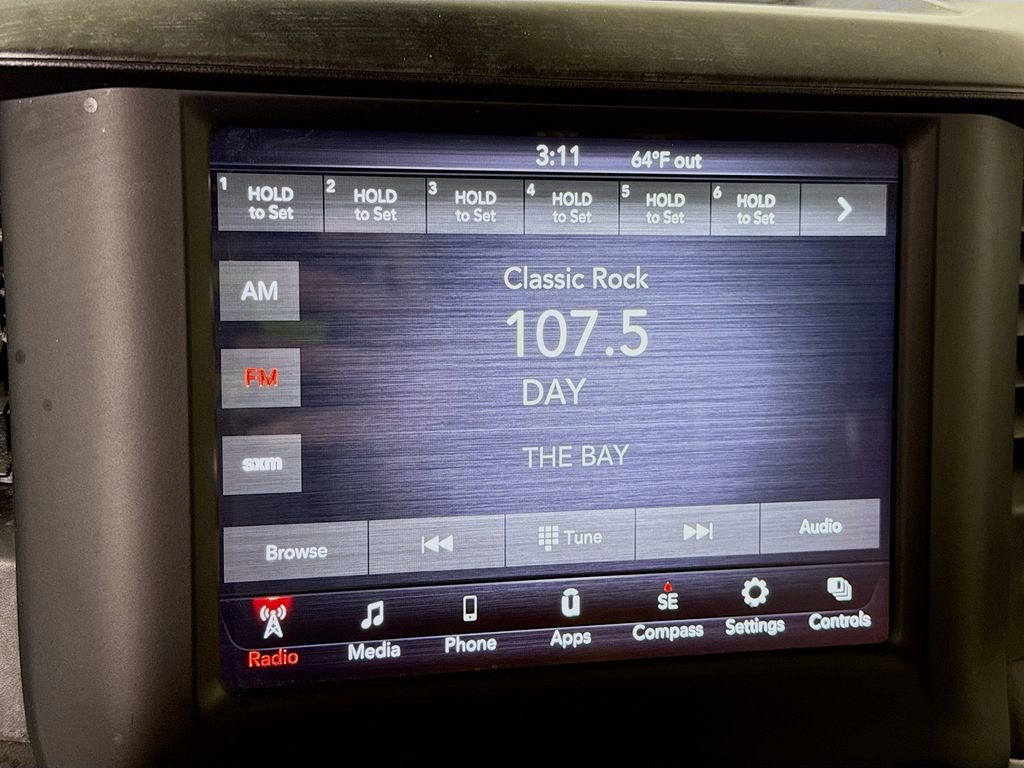 3:11 64°F out
1 HOLD to Set 2 HOLD to Set 3 HOLD to Set 4 HOLD to Set 5 HOLD to Set 6 HOLD to Set
AM
Classic Rock
107.5
FM
DAY
THE BAY
sxm
Browse Tune Audio
SE
Radio Media Phone Apps Compass Settings Controls